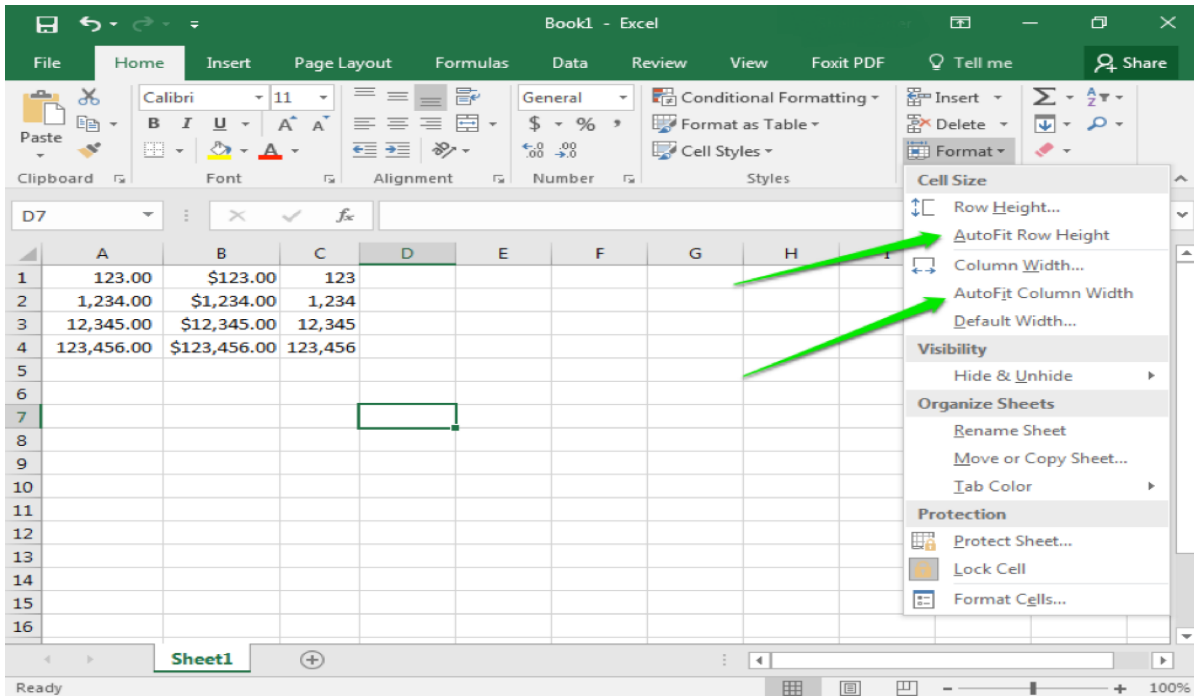 Book1 - Excel
File Home Insert Page Layout Formulas Data Review View Foxit PDF Tell me Share
Calibri 11 General Conditional Formatting Insert
Paste B I U A A $ % , Format as Table Delete
A Cell Styles Format
Clipboard Font Alignment Number Styles
D7 fx
A B C D E F G H I
1 123.00 $123.00 123
2 1,234.00 $1,234.00 1,234
3 12,345.00 $12,345.00 12,345
4 123,456.00 $123,456.00 123,456
5
6
7
8
9
10
11
12
13
14
15
16
Cell Size
Row Height...
AutoFit Row Height
Column Width...
AutoFit Column Width
Default Width...
Visibility
Hide & Unhide
Organize Sheets
Rename Sheet
Move or Copy Sheet...
Tab Color
Protection
Protect Sheet...
Lock Cell
Format Cells...
Sheet1
Ready 100%